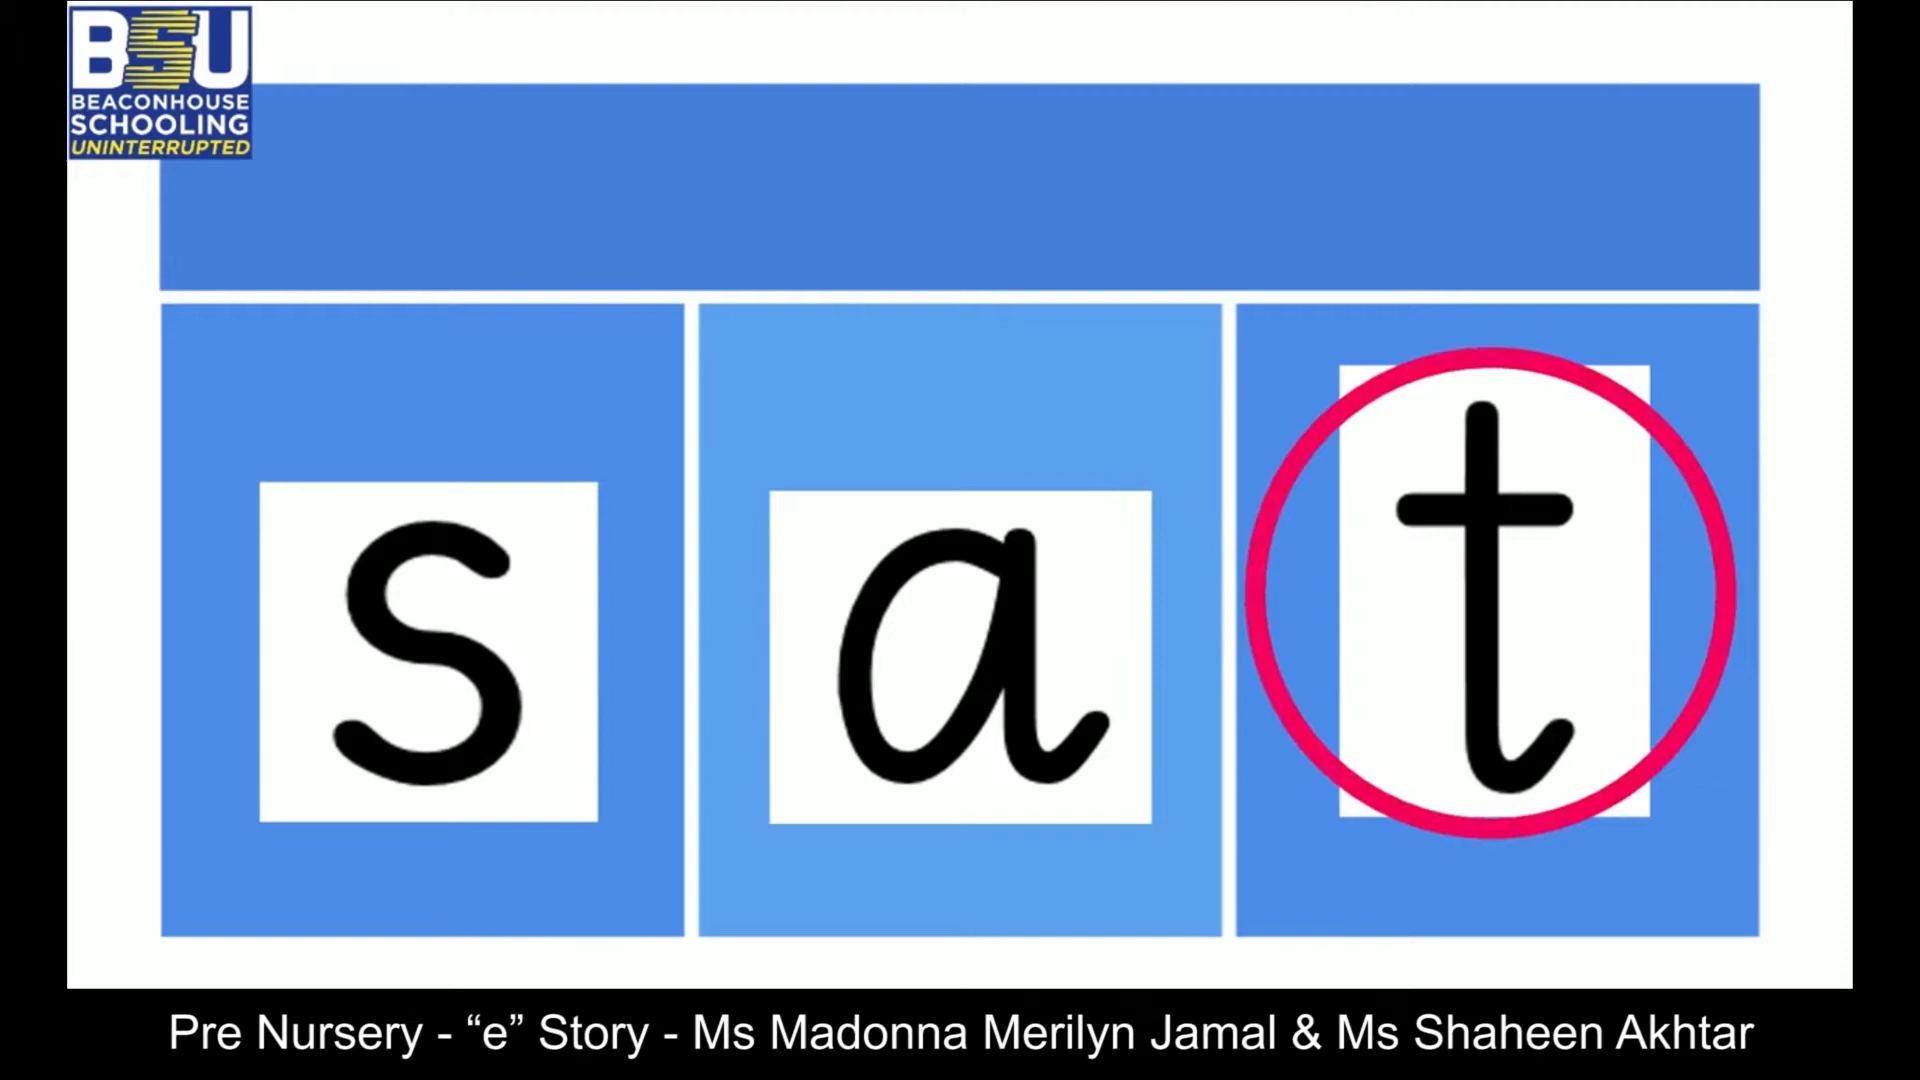 BSU
BEACONHOUSE
SCHOOLING
UNINTERRUPTED
s a t
Pre Nursery - “e” Story - Ms Madonna Merilyn Jamal & Ms Shaheen Akhtar